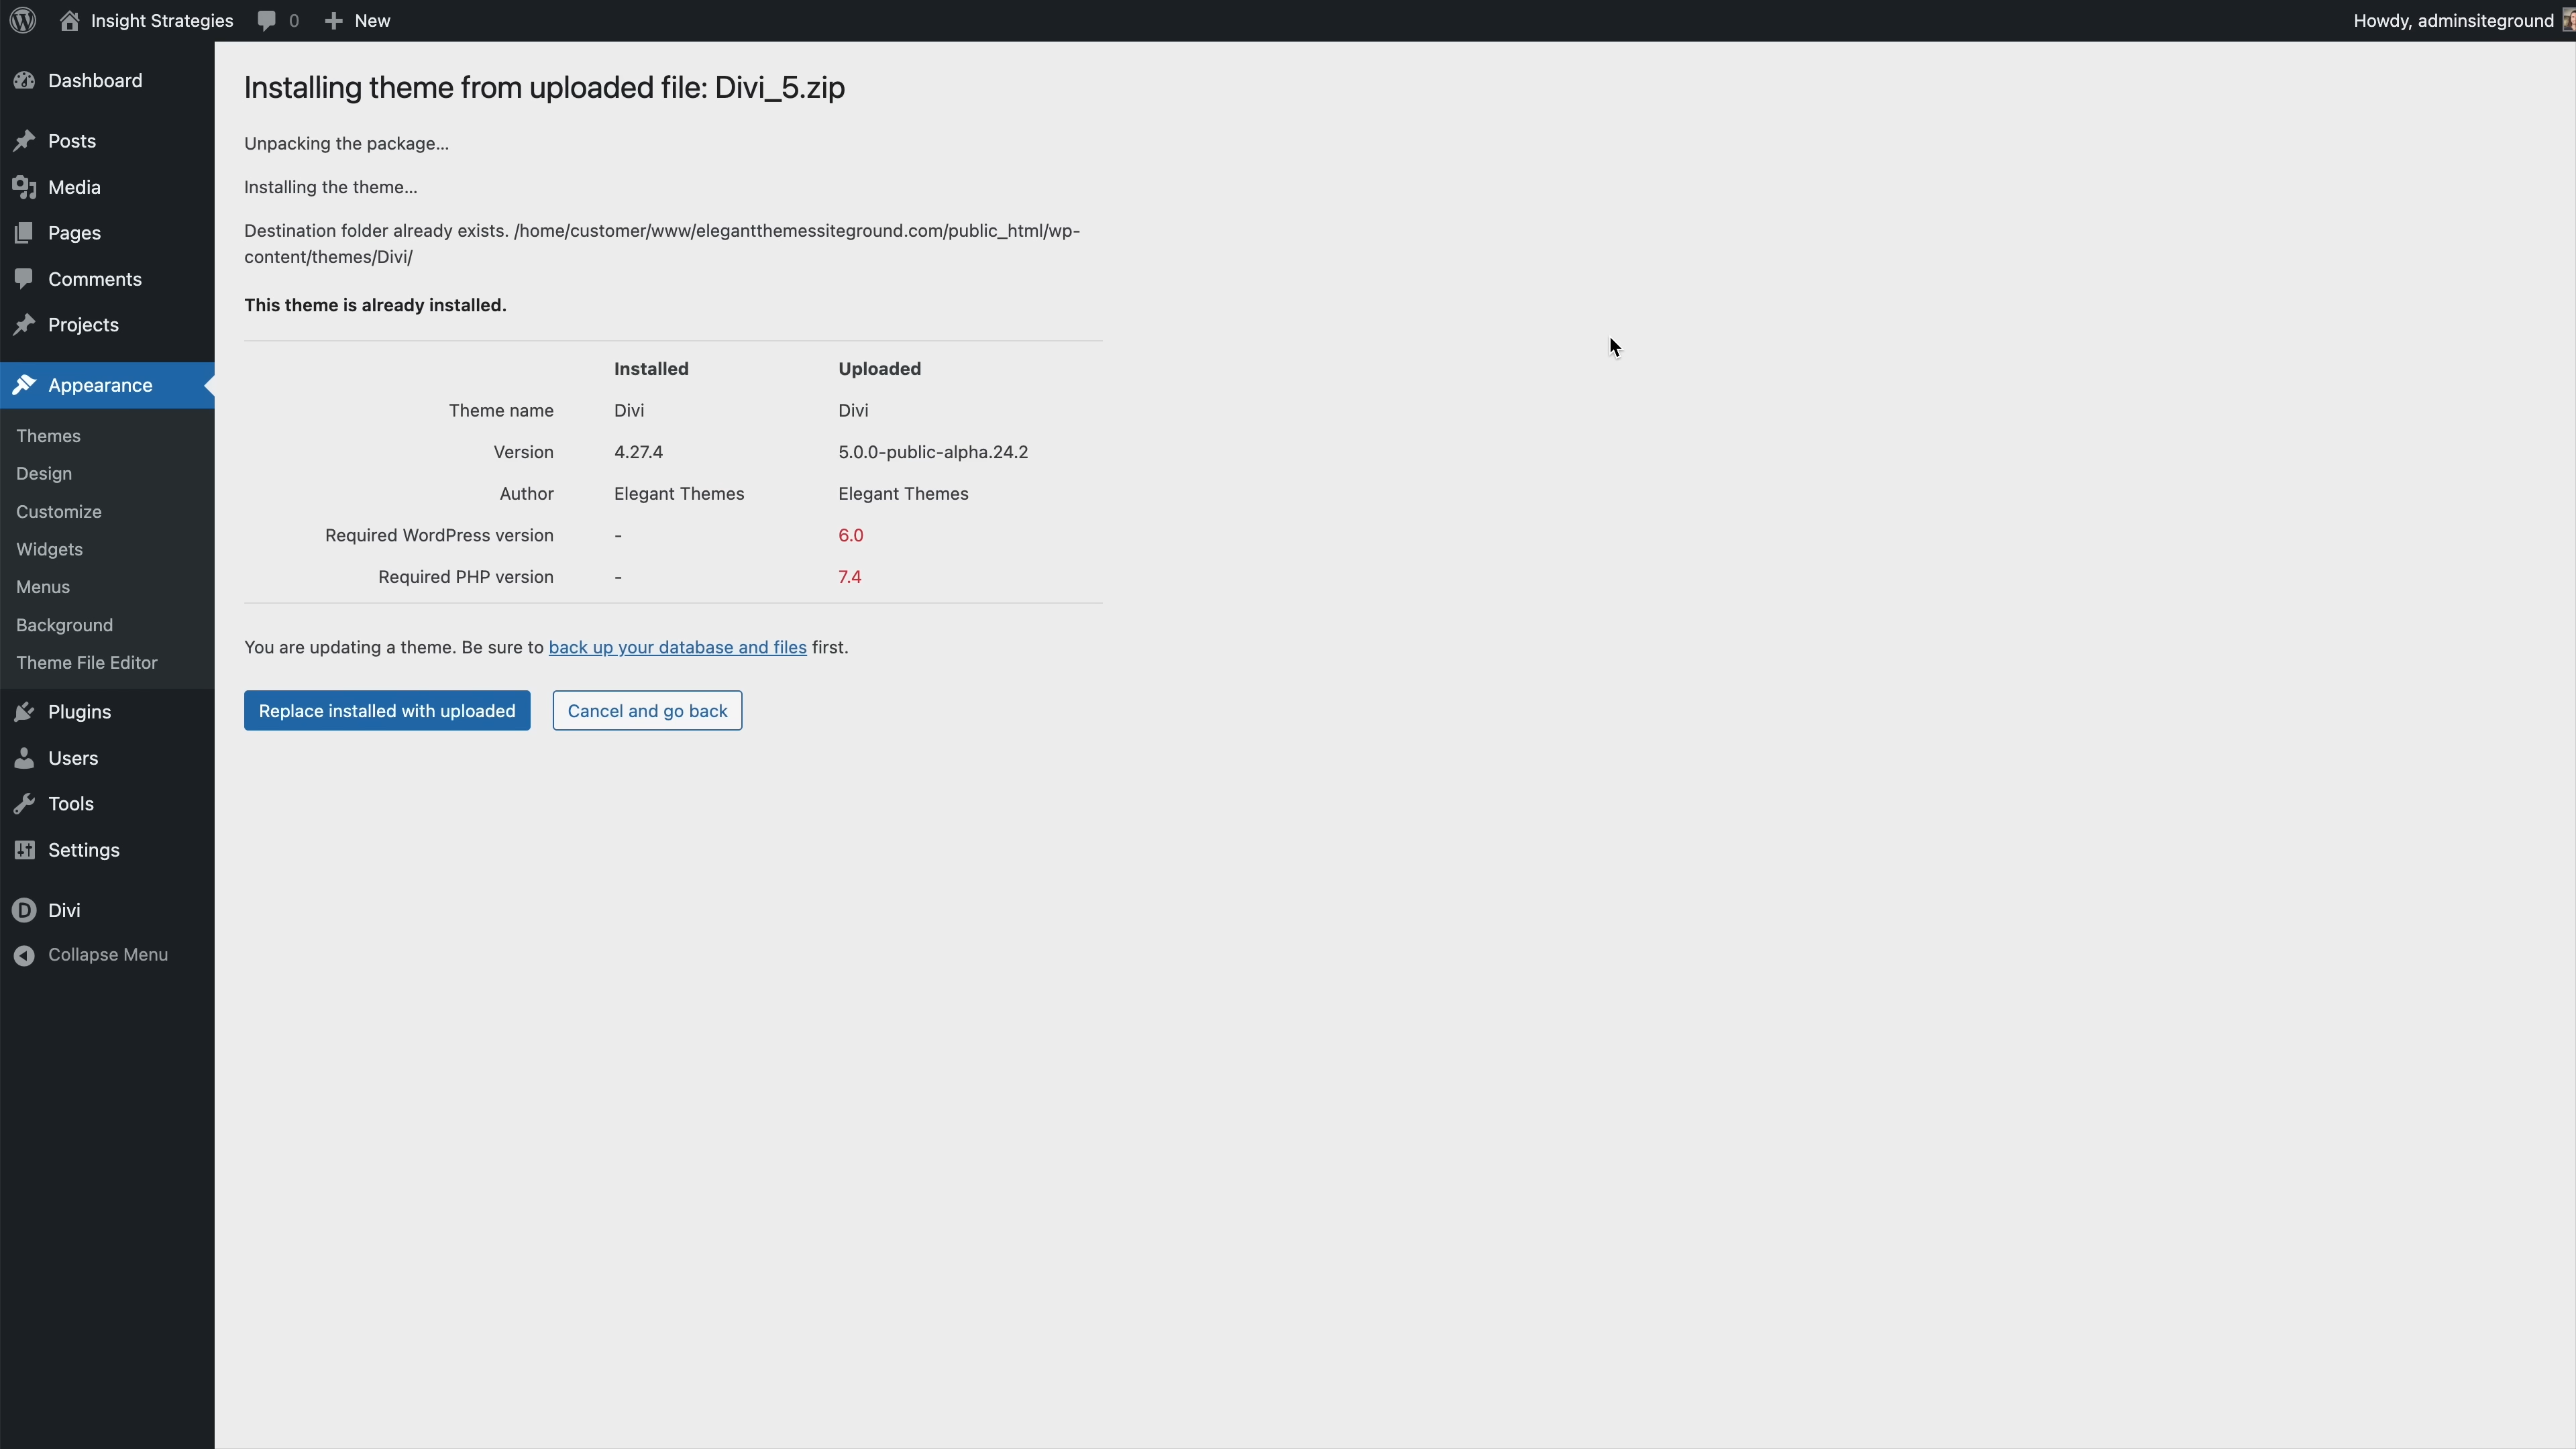 Insight Strategies
0
New
Howdy, adminsiteground
Dashboard
Posts
Media
Pages
Comments
Projects
Appearance
Themes
Design
Customize
Widgets
Menus
Background
Theme File Editor
Plugins
Users
Tools
Settings
Divi
Collapse Menu
Installing theme from uploaded file: Divi_5.zip
Unpacking the package...
Installing the theme...
Destination folder already exists. /home/customer/www/elegantthemessiteground.com/public_html/wp-
content/themes/Divi/
This theme is already installed.
Installed Uploaded
Theme name Divi Divi
Version 4.27.4 5.0.0-public-alpha.24.2
Author Elegant Themes Elegant Themes
Required WordPress version - 6.0
Required PHP version - 7.4
You are updating a theme. Be sure to back up your database and files first.
Replace installed with uploaded
Cancel and go back